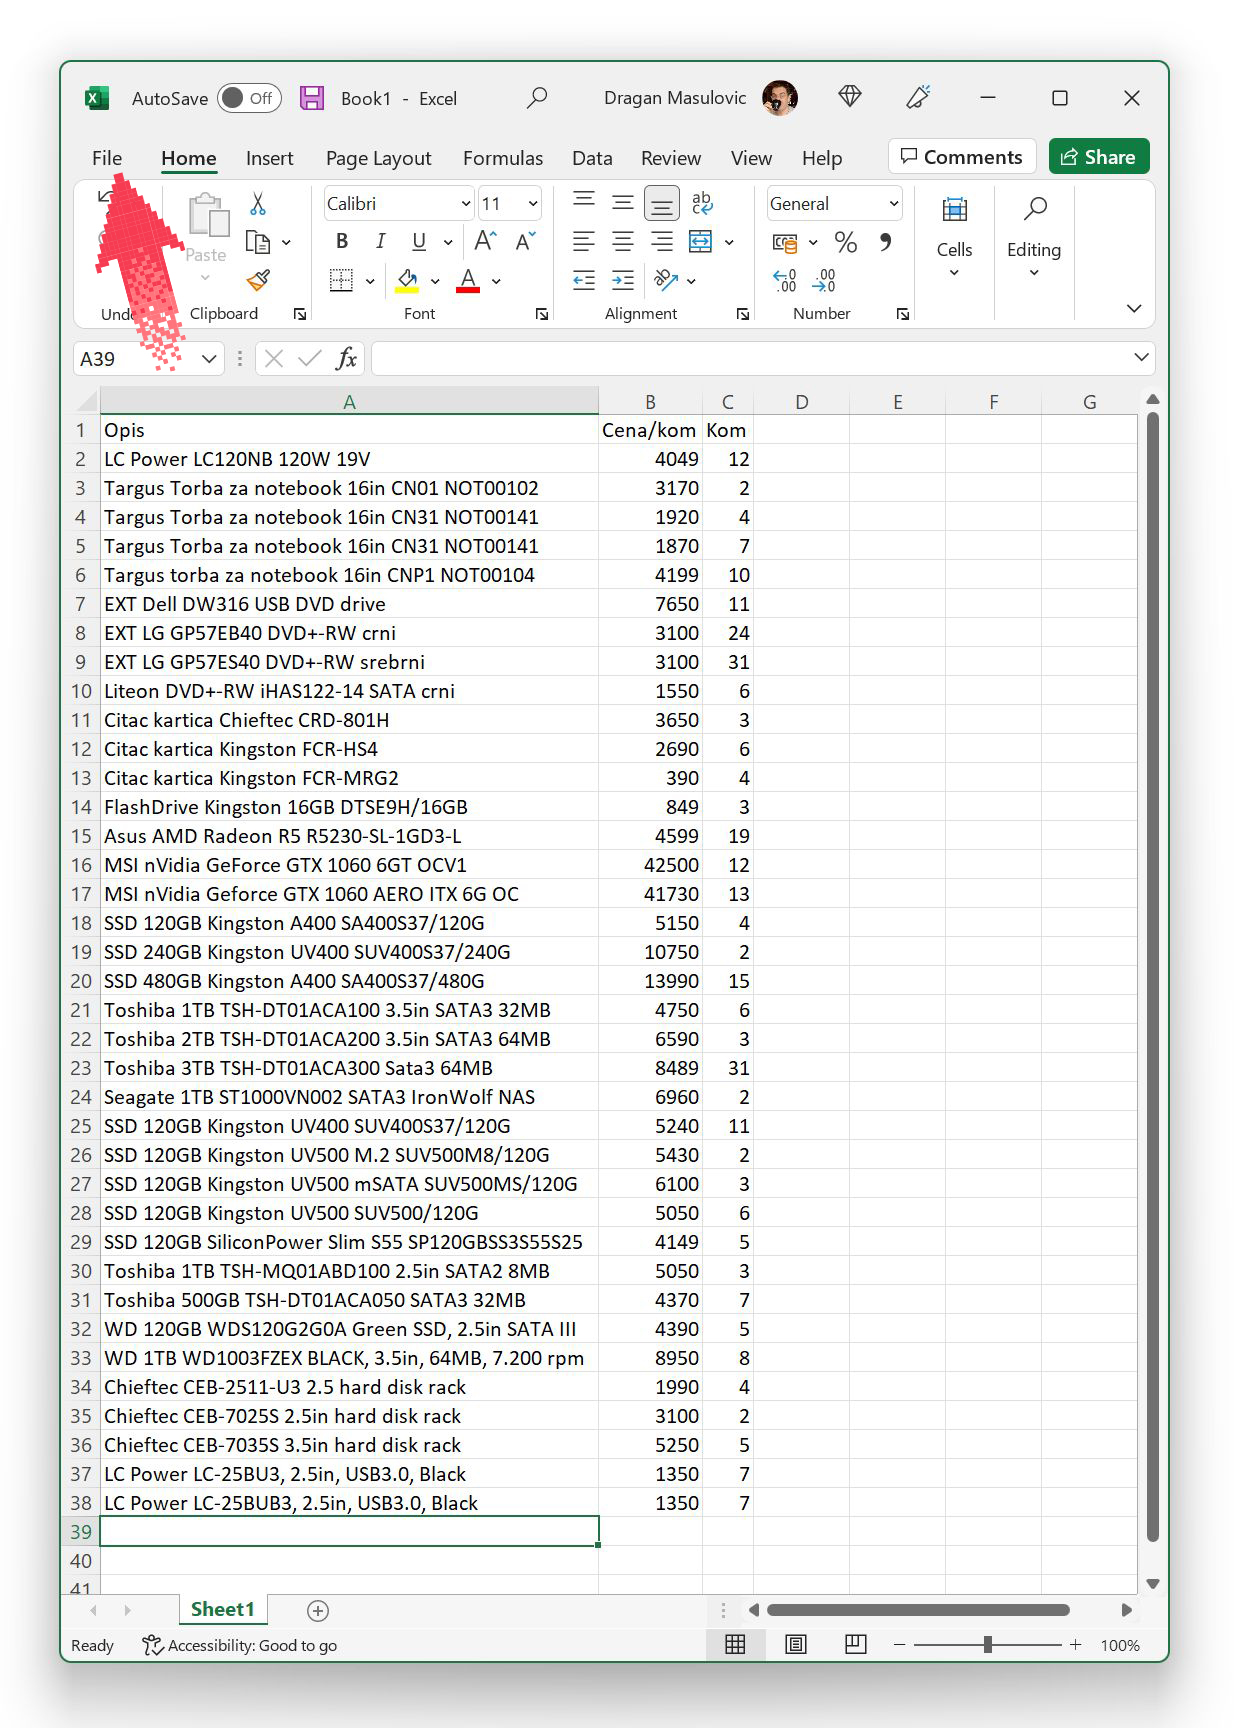 AutoSave Off Book1 - Excel Dragan Masulovic
File Home Insert Page Layout Formulas Data Review View Help Comments Share
Calibri 11 ab General
Paste B I U A A c % Cells Editing
A .00 .00
Clipboard Font Alignment Number
A39 fx
A B C D E F G
1 Opis Cena/kom Kom
2 LC Power LC120NB 120W 19V 4049 12
3 Targus Torba za notebook 16in CN01 NOT00102 3170 2
4 Targus Torba za notebook 16in CN31 NOT00141 1920 4
5 Targus Torba za notebook 16in CN31 NOT00141 1870 7
6 Targus torba za notebook 16in CNP1 NOT00104 4199 10
7 EXT Dell DW316 USB DVD drive 7650 11
8 EXT LG GP57EB40 DVD+-RW crni 3100 24
9 EXT LG GP57ES40 DVD+-RW srebrni 3100 31
10 Liteon DVD+-RW iHAS122-14 SATA crni 1550 6
11 Citac kartica Chieftec CRD-801H 3650 3
12 Citac kartica Kingston FCR-HS4 2690 6
13 Citac kartica Kingston FCR-MRG2 390 4
14 FlashDrive Kingston 16GB DTSE9H/16GB 849 3
15 Asus AMD Radeon R5 R5230-SL-1GD3-L 4599 19
16 MSI nVidia GeForce GTX 1060 6GT OCV1 42500 12
17 MSI nVidia Geforce GTX 1060 AERO ITX 6G OC 41730 13
18 SSD 120GB Kingston A400 SA400S37/120G 5150 4
19 SSD 240GB Kingston UV400 SUV400S37/240G 10750 2
20 SSD 480GB Kingston A400 SA400S37/480G 13990 15
21 Toshiba 1TB TSH-DT01ACA100 3.5in SATA3 32MB 4750 6
22 Toshiba 2TB TSH-DT01ACA200 3.5in SATA3 64MB 6590 3
23 Toshiba 3TB TSH-DT01ACA300 Sata3 64MB 8489 31
24 Seagate 1TB ST1000VN002 SATA3 IronWolf NAS 6960 2
25 SSD 120GB Kingston UV400 SUV400S37/120G 5240 11
26 SSD 120GB Kingston UV500 M.2 SUV500M8/120G 5430 2
27 SSD 120GB Kingston UV500 mSATA SUV500MS/120G 6100 3
28 SSD 120GB Kingston UV500 SUV500/120G 5050 6
29 SSD 120GB SiliconPower Slim S55 SP120GBSS3S55S25 4149 5
30 Toshiba 1TB TSH-MQ01ABD100 2.5in SATA2 8MB 5050 3
31 Toshiba 500GB TSH-DT01ACA050 SATA3 32MB 4370 7
32 WD 120GB WDS120G2G0A Green SSD, 2.5in SATA III 4390 5
33 WD 1TB WD1003FZEX BLACK, 3.5in, 64MB, 7.200 rpm 8950 8
34 Chieftec CEB-2511-U3 2.5 hard disk rack 1990 4
35 Chieftec CEB-7025S 2.5in hard disk rack 3100 2
36 Chieftec CEB-7035S 3.5in hard disk rack 5250 5
37 LC Power LC-25BU3, 2.5in, USB3.0, Black 1350 7
38 LC Power LC-25BUB3, 2.5in, USB3.0, Black 1350 7
39
40
41
Sheet1
Ready Accessibility: Good to go 100%